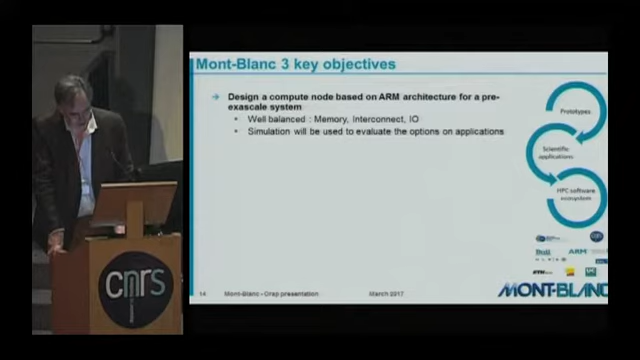 Mont-Blanc 3 key objectives
Design a compute node based on ARM architecture for a pre-
exascale system
Well balanced : Memory, Interconnect, IO
Simulation will be used to evaluate the options on applications
Prototypes
Scientific
applications
HPC software
ecosystem
Bull
ARM
14
Mont-Blanc - Crap presentation
March 2017
MONT-BLANC
cnrs